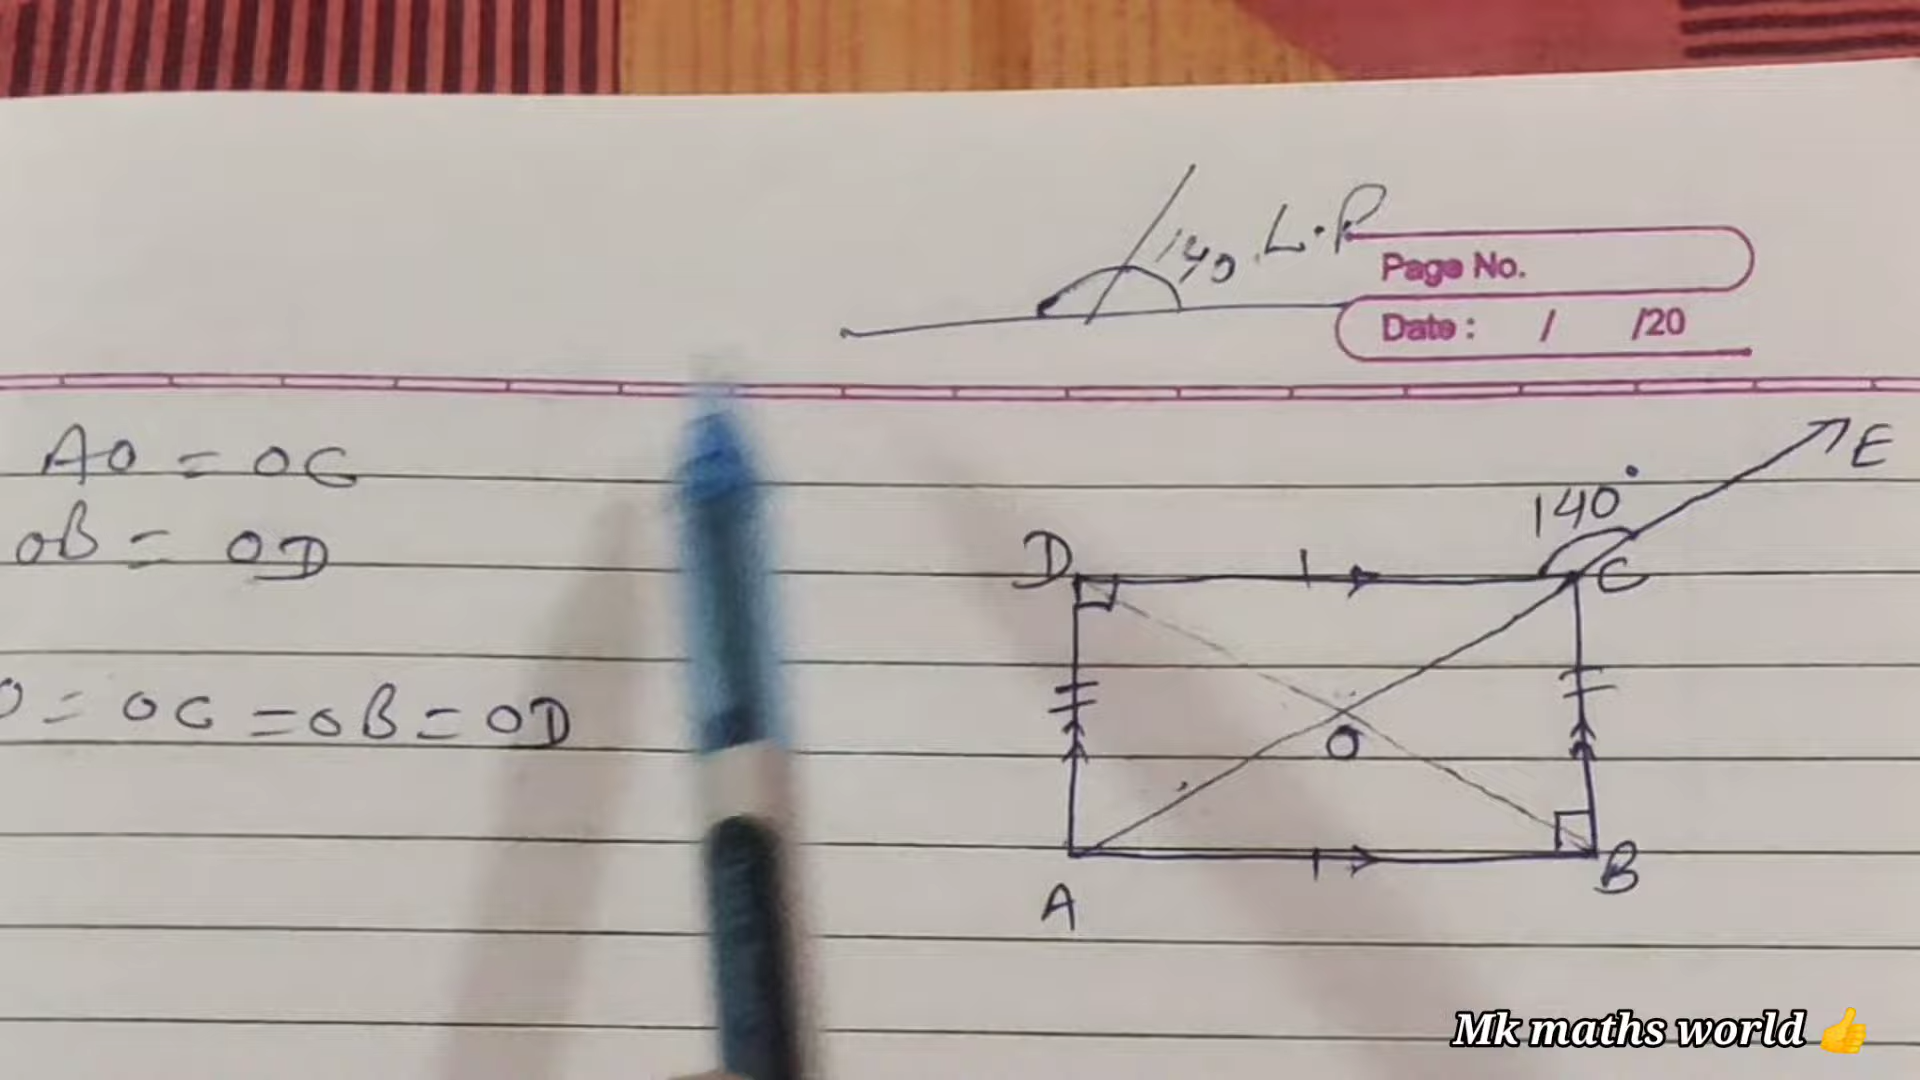 140 L.P
Page No.
Date : / /20
AO = OC
OB = OD
O = OC = OB = OD
E
140°
D
C
O
A
B
Mk maths world 👍